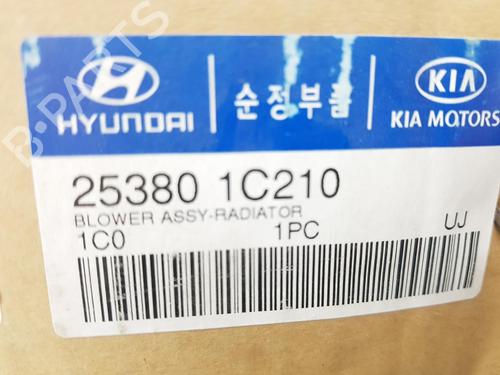 HYUNDAI
순정부품
KIA
KIA MOTORS
25380 1C210
BLOWER ASSY-RADIATOR
1C0 1PC UJ
B-PARTS